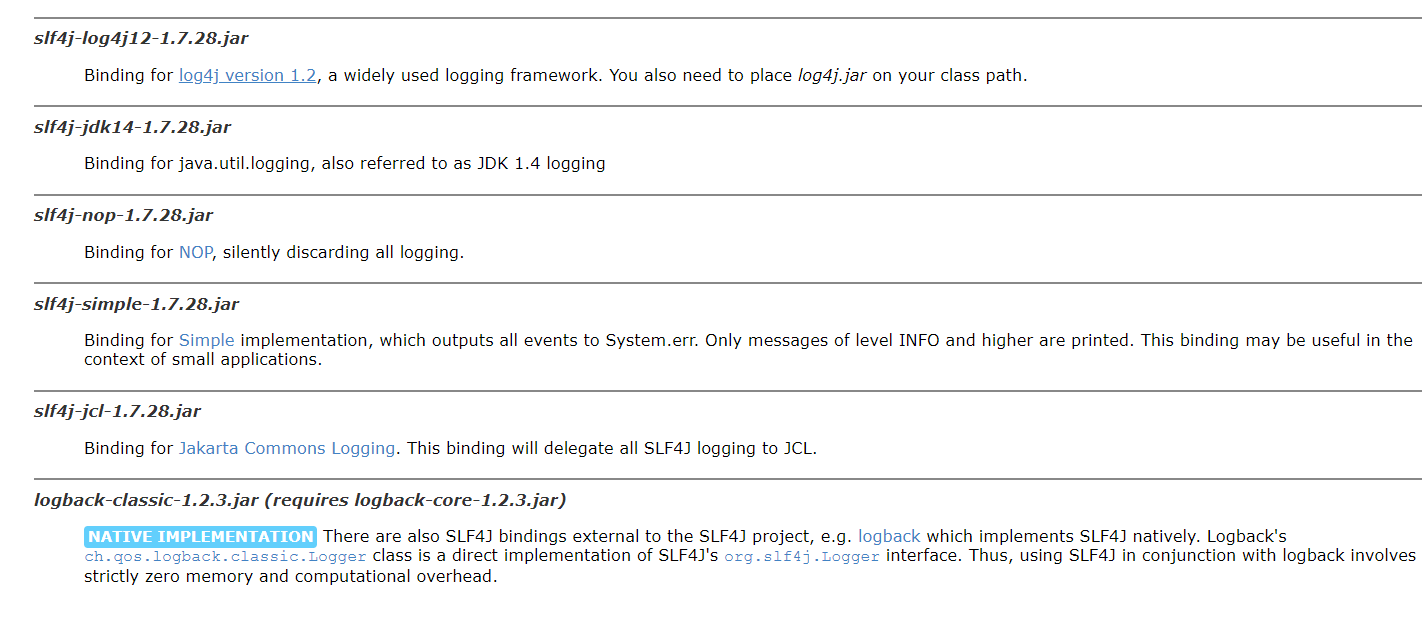 slf4j-log4j12-1.7.28.jar
Binding for log4j version 1.2, a widely used logging framework. You also need to place log4j.jar on your class path.
slf4j-jdk14-1.7.28.jar
Binding for java.util.logging, also referred to as JDK 1.4 logging
slf4j-nop-1.7.28.jar
Binding for NOP, silently discarding all logging.
slf4j-simple-1.7.28.jar
Binding for Simple implementation, which outputs all events to System.err. Only messages of level INFO and higher are printed. This binding may be useful in the
context of small applications.
slf4j-jcl-1.7.28.jar
Binding for Jakarta Commons Logging. This binding will delegate all SLF4J logging to JCL.
logback-classic-1.2.3.jar (requires logback-core-1.2.3.jar)
NATIVE IMPLEMENTATION There are also SLF4J bindings external to the SLF4J project, e.g. logback which implements SLF4J natively. Logback's
ch.qos.logback.classic.Logger class is a direct implementation of SLF4J's org.slf4j.Logger interface. Thus, using SLF4J in conjunction with logback involves
strictly zero memory and computational overhead.